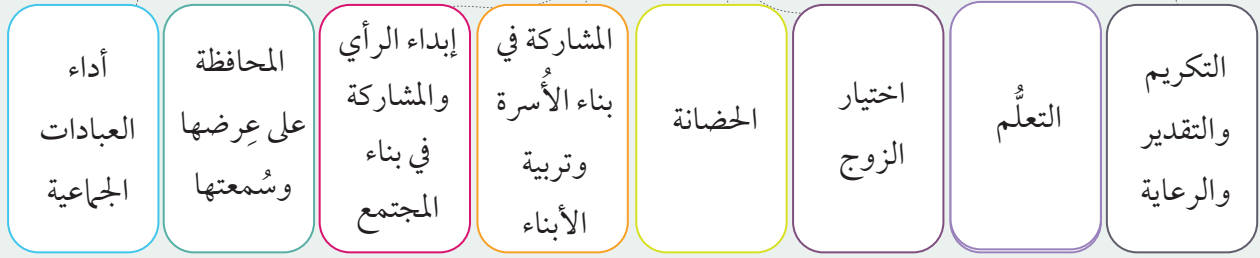 التكريم
والتقدير
والرعاية
التعلُّم
اختيار
الزوج
الحضانة
المشاركة في
بناء الأُسرة
وتربية
الأبناء
إبداء الرأي
والمشاركة
في بناء
المجتمع
المحافظة
على عِرضها
وسُمعتها
أداء
العبادات
الجماعية